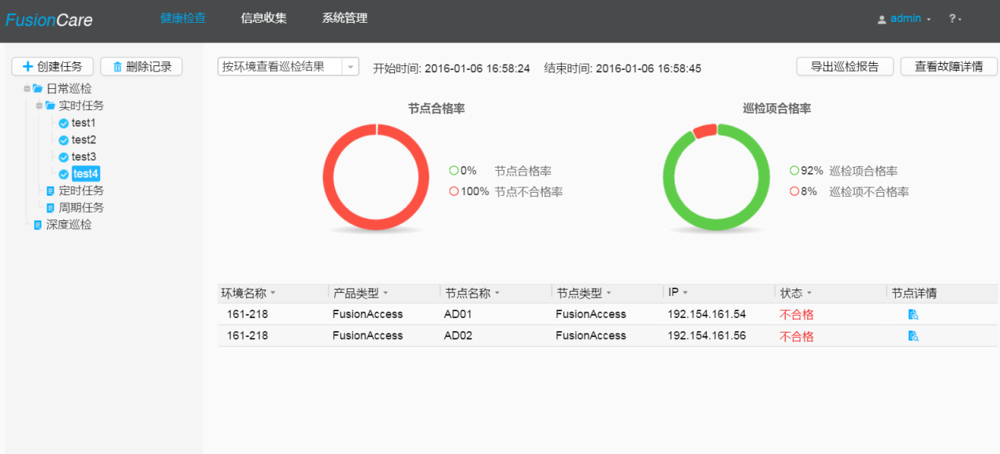 FusionCare 健康检查 信息收集 系统管理 admin ?
创建任务 删除记录 按环境查看巡检结果 开始时间: 2016-01-06 16:58:24 结束时间: 2016-01-06 16:58:45 导出巡检报告 查看故障详情
日常巡检
实时任务
test1
test2
test3
test4
定时任务
周期任务
深度巡检
节点合格率
0% 节点合格率
100% 节点不合格率
巡检项合格率
92% 巡检项合格率
8% 巡检项不合格率
环境名称 产品类型 节点名称 节点类型 IP 状态 节点详情
161-218 FusionAccess AD01 FusionAccess 192.154.161.54 不合格
161-218 FusionAccess AD02 FusionAccess 192.154.161.56 不合格